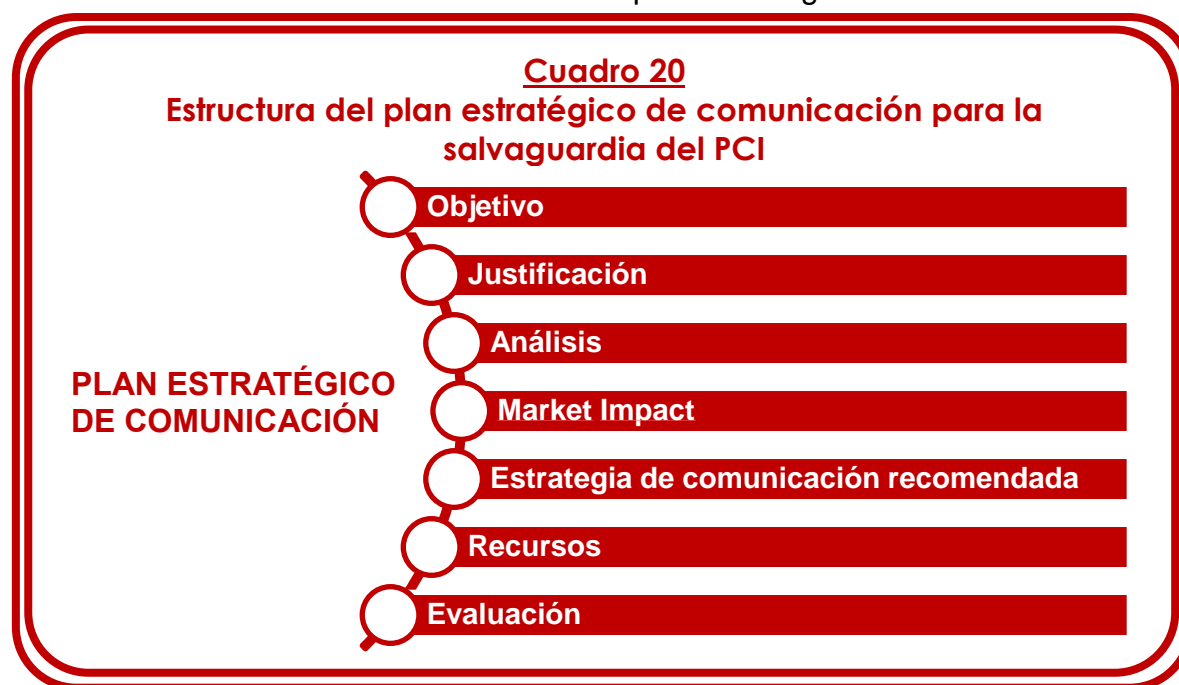 Cuadro 20
Estructura del plan estratégico de comunicación para la
salvaguardia del PCI
Objetivo
Justificación
Análisis
Market Impact
PLAN ESTRATÉGICO
DE COMUNICACIÓN
Estrategia de comunicación recomendada
Recursos
Evaluación